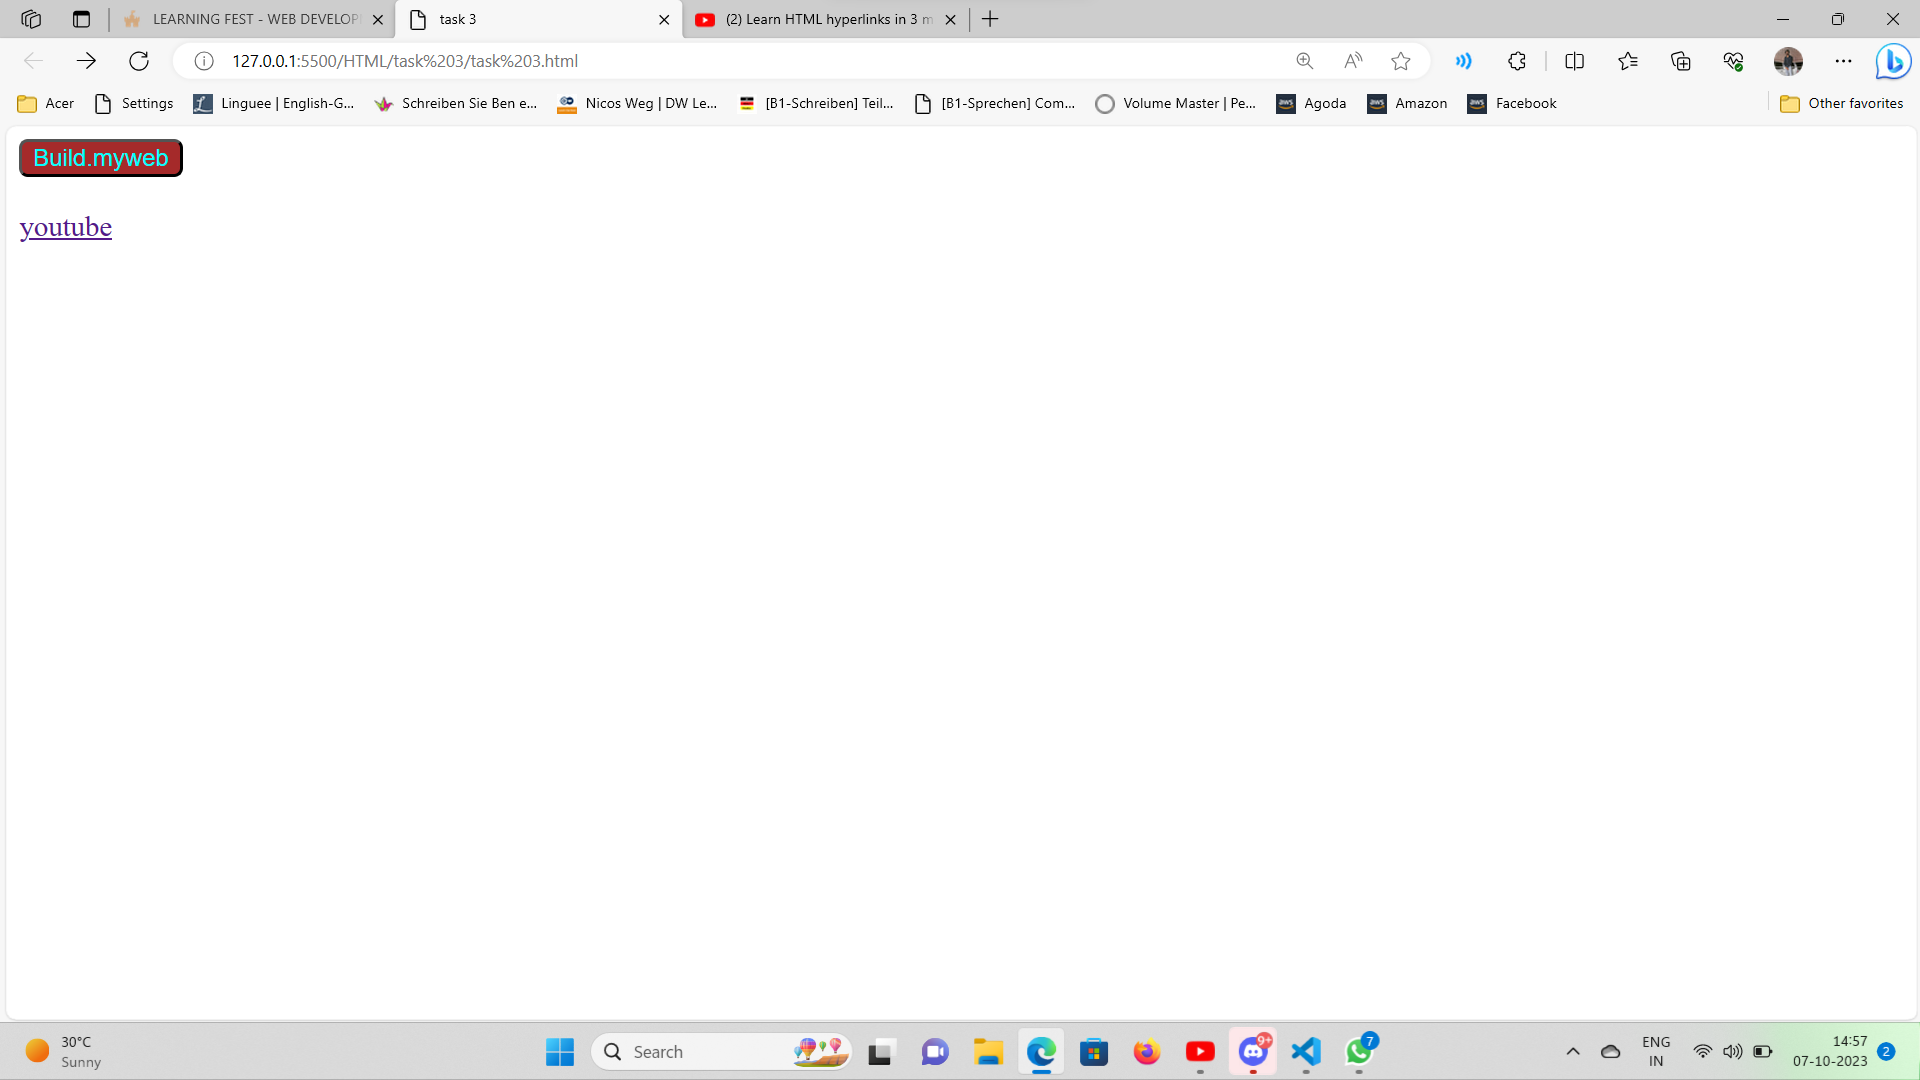 LEARNING FEST - WEB DEVELOP
task 3
(2) Learn HTML hyperlinks in 3 m
127.0.0.1:5500/HTML/task%203/task%203.html
Acer
Settings
Linguee | English-G...
Schreiben Sie Ben e...
Nicos Weg | DW Le...
[B1-Schreiben] Teil...
[B1-Sprechen] Com...
Volume Master | Pe...
Agoda
Amazon
Facebook
Other favorites
Build.myweb
youtube
30°C
Sunny
Search
9+
7
ENG
IN
14:57
07-10-2023
2